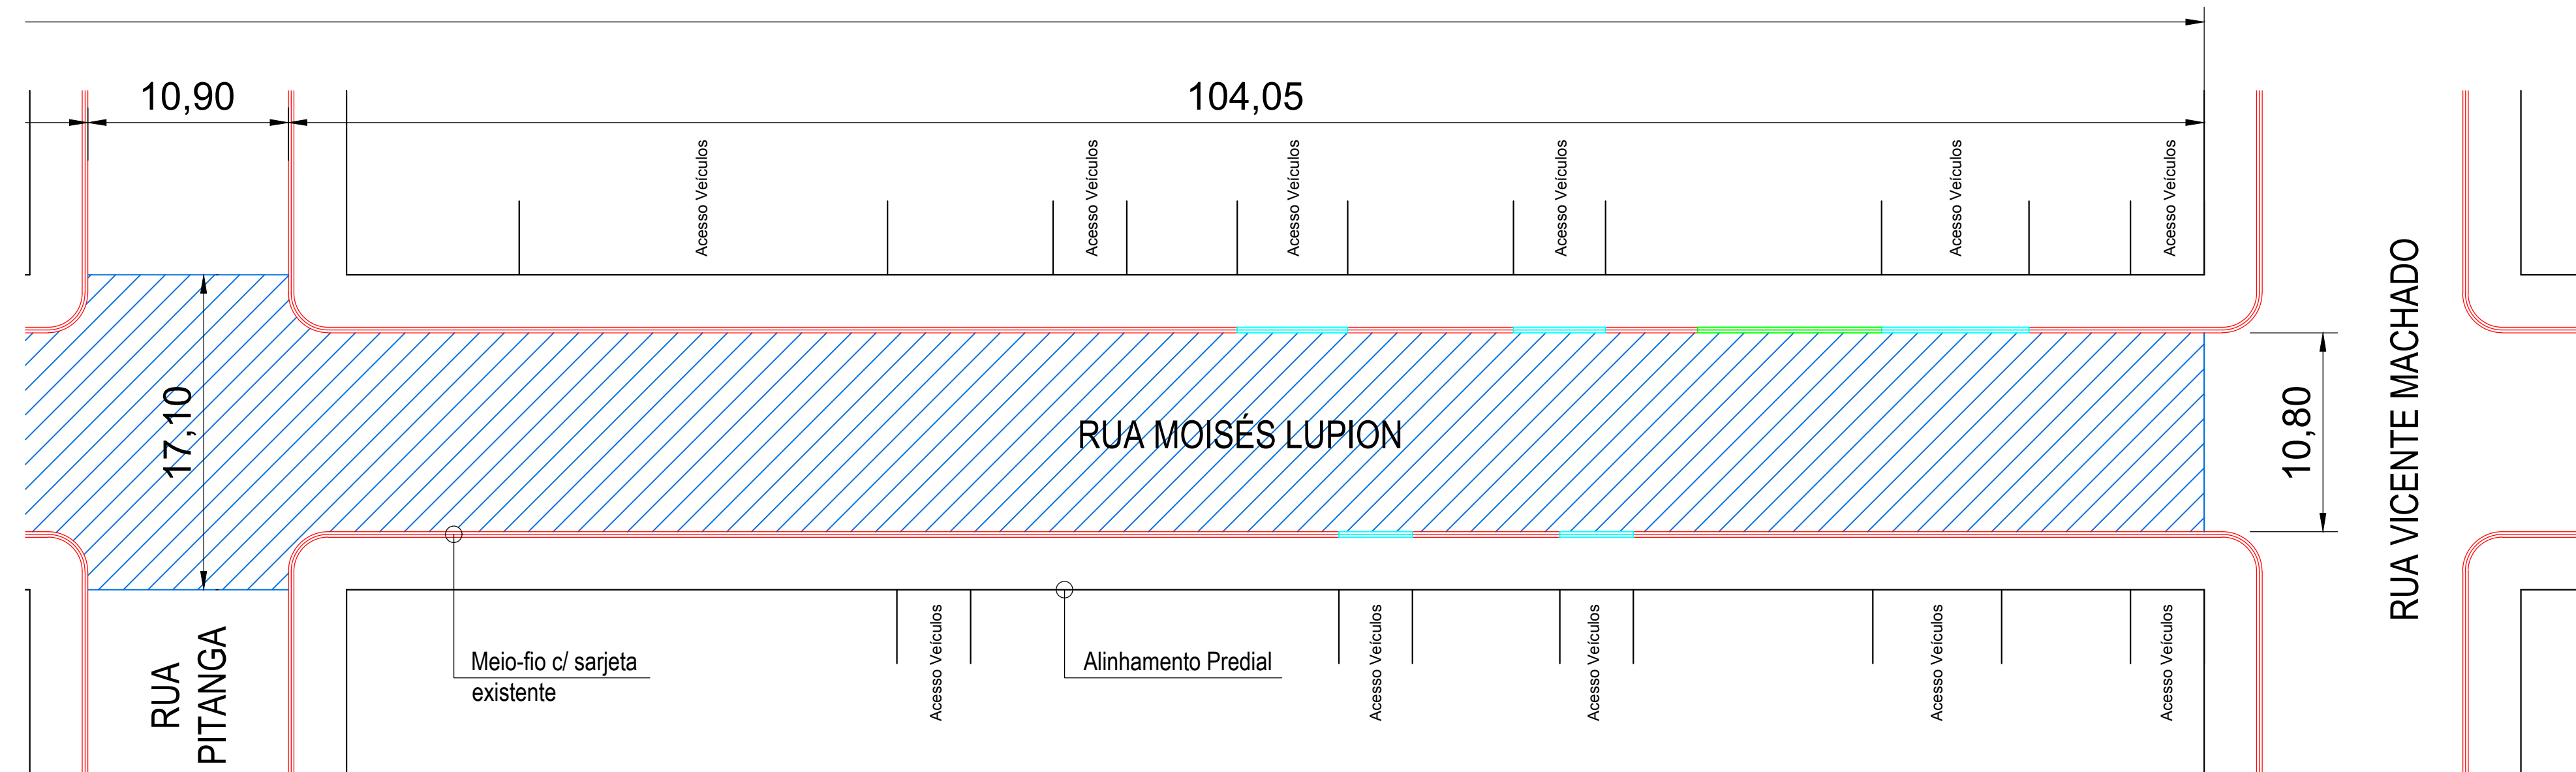 10,90
104,05
Acesso Veículos
Acesso Veículos
Acesso Veículos
Acesso Veículos
Acesso Veículos
Acesso Veículos
17,10
RUA MOISÉS LUPION
10,80
RUA VICENTE MACHADO
RUA
PITANGA
Meio-fio c/ sarjeta
existente
Acesso Veículos
Alinhamento Predial
Acesso Veículos
Acesso Veículos
Acesso Veículos
Acesso Veículos